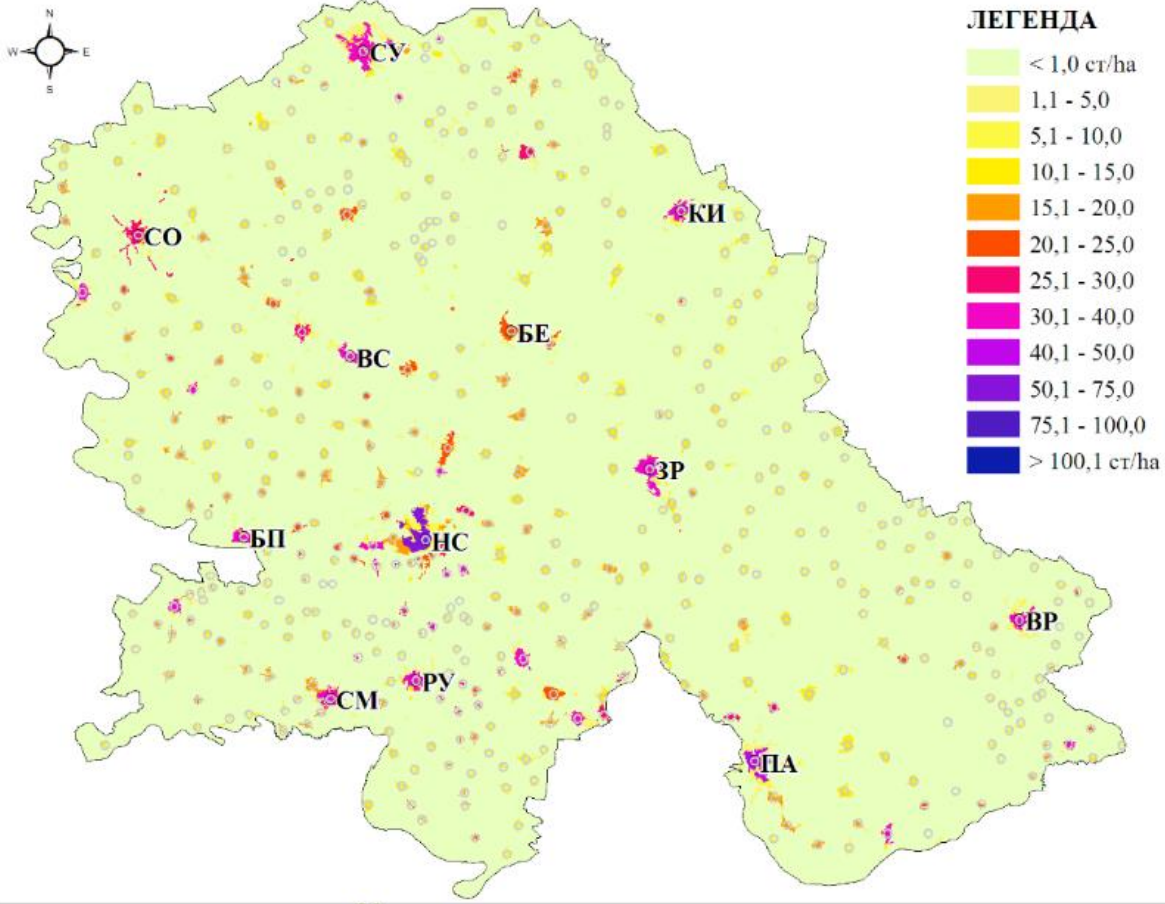 N
W E
S
ЛЕГЕНДА
< 1,0 ст/ha
1,1 - 5,0
5,1 - 10,0
10,1 - 15,0
15,1 - 20,0
20,1 - 25,0
25,1 - 30,0
30,1 - 40,0
40,1 - 50,0
50,1 - 75,0
75,1 - 100,0
> 100,1 ст/ha
СУ
КИ
СО
БЕ
ВС
ЗР
БП
НС
ВР
РУ
СМ
ПА